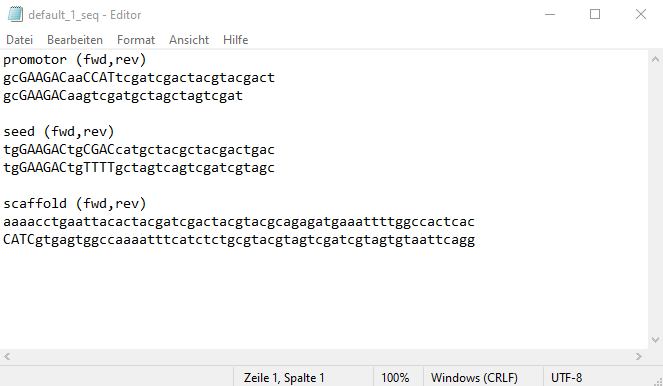 default_1_seq - Editor
Datei Bearbeiten Format Ansicht Hilfe
promotor (fwd,rev)
gcGAAGACaaCCATtcgatcgactacgtacgact
gcGAAGACaagtcgatgctagctagtcgat
seed (fwd,rev)
tgGAAGACtgCGACcatgctacgctacgactgac
tgGAAGACtgTTTTgctagtcagtcgatcgtagc
scaffold (fwd,rev)
aaaacctgaattacactacgatcgactacgtacgcagagatgaaattttggccactcac
CATCgtgagtggccaaaatttcatctctgcgtacgtagtcgatcgtagtgtaattcagg
Zeile 1, Spalte 1 100% Windows (CRLF) UTF-8